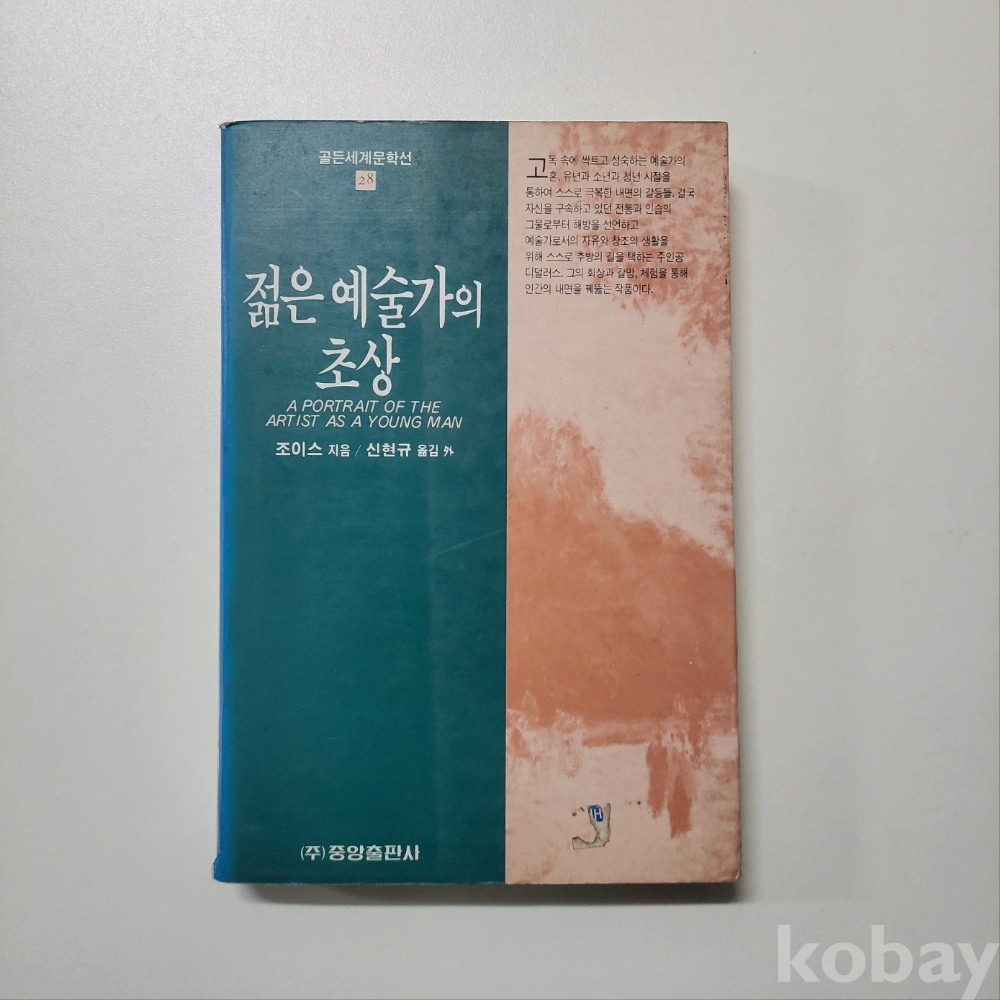 골든세계문학선
28
젊은 예술가의
초상
A PORTRAIT OF THE
ARTIST AS A YOUNG MAN
조이스 지음 / 신현규 옮김 外
(주) 중앙출판사
고독 속에 싹트고 성숙하는 예술가의
혼. 유년과 소년과 청년 시절을
통하여 스스로 극복한 내면의 갈등들. 결국
자신을 구속하고 있던 전통과 인습의
그물로부터 해방을 선언하고
예술가로서의 자유와 창조의 생활을
위해 스스로 추방의 길을 택하는 주인공
디덜러스. 그의 회상과 갈망, 체험을 통해
인간의 내면을 꿰뚫는 작품이다.
H
kobay